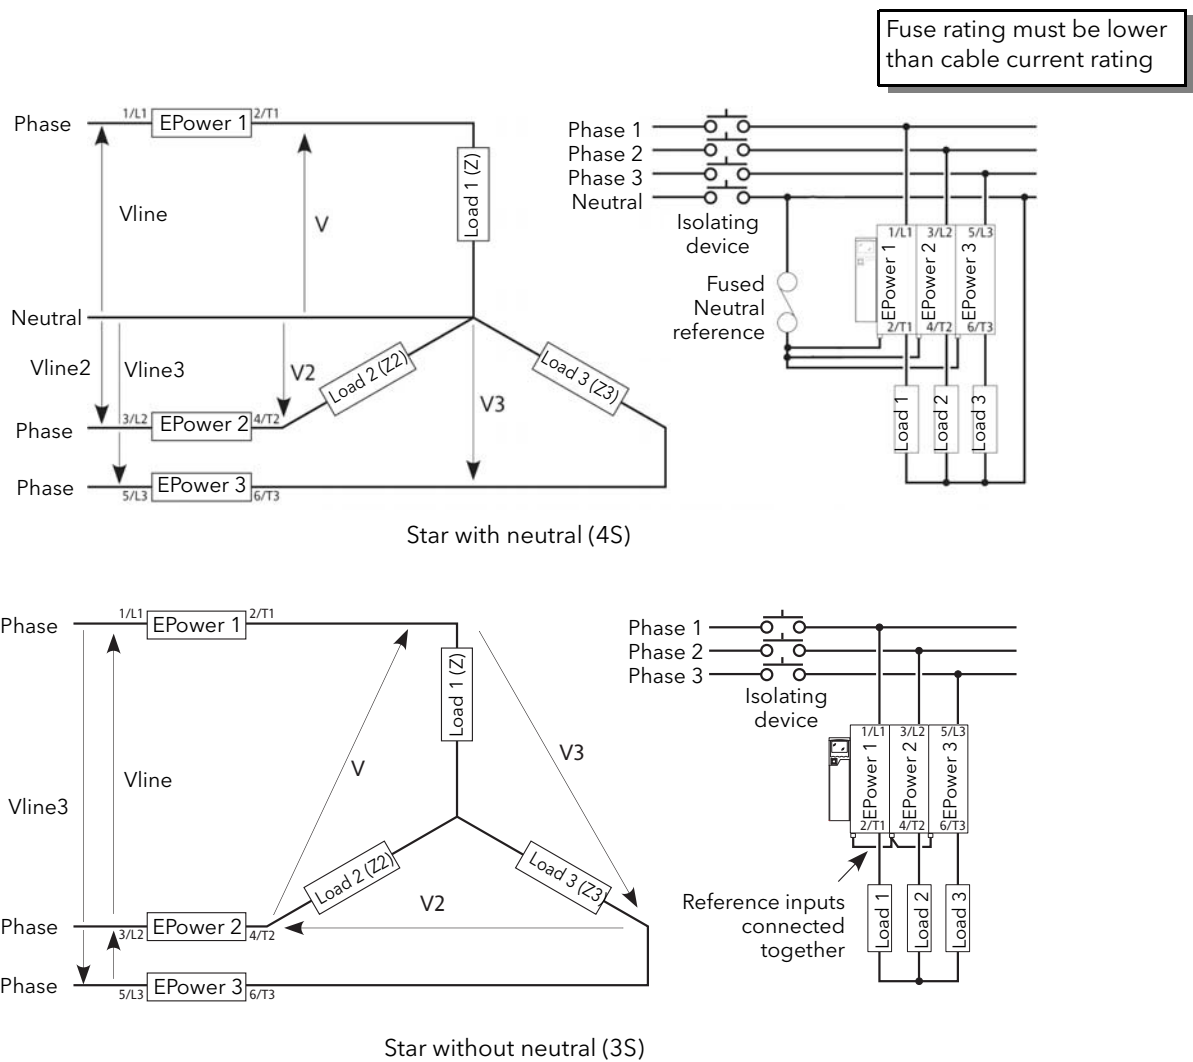 Fuse rating must be lower
than cable current rating
Phase
1/L1
EPower 1
2/T1
Vline
V
Load 1 (Z)
Neutral
Vline2
Vline3
V2
Load 2 (Z2)
Load 3 (Z3)
V3
Phase
3/L2
EPower 2
4/T2
Phase
5/L3
EPower 3
6/T3
Phase 1
Phase 2
Phase 3
Neutral
Isolating
device
Fused
Neutral
reference
1/L1
3/L2
5/L3
EPower 1
EPower 2
EPower 3
2/T1
4/T2
6/T3
Load 1
Load 2
Load 3
Star with neutral (4S)
Phase
1/L1
EPower 1
2/T1
Load 1 (Z)
Vline3
Vline
V
V3
Load 2 (Z2)
Load 3 (Z3
V2
Phase
3/L2
EPower 2
4/T2
Phase
5/L3
EPower 3
6/T3
Phase 1
Phase 2
Phase 3
Isolating
device
1/L1
3/L2
5/L3
EPower 1
EPower 2
EPower 3
2/T1
4/T2
6/T3
Reference inputs
connected
together
Load 1
Load 2
Load 3
Star without neutral (3S)